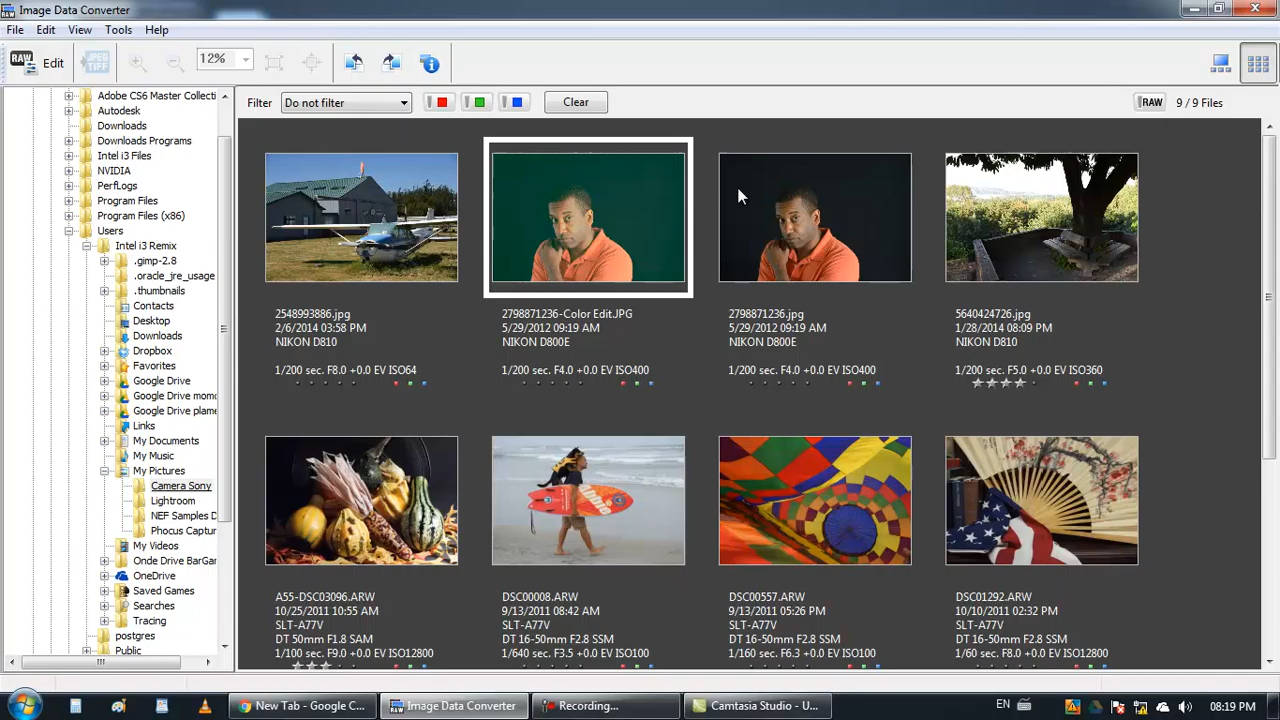 Image Data Converter
File Edit View Tools Help
RAW Edit JPEG TIFF 12%
Filter Do not filter Clear RAW 9 / 9 Files
Adobe CS6 Master Collecti
Autodesk
Downloads
Downloads Programs
Intel i3 Files
NVIDIA
PerfLogs
Program Files
Program Files (x86)
Users
Intel i3 Remix
.gimp-2.8
.oracle_jre_usage
.thumbnails
Contacts
Desktop
Downloads
Dropbox
Favorites
Google Drive
Google Drive momo
Google Drive plame
Links
My Documents
My Music
My Pictures
Camera Sony
Lightroom
NEF Samples D
Phocus Captur
My Videos
Onde Drive BarGar
OneDrive
Saved Games
Searches
Tracing
postgres
Public
2548993886.jpg
2/6/2014 03:58 PM
NIKON D810
1/200 sec. F8.0 +0.0 EV ISO64
2798871236-Color Edit.JPG
5/29/2012 09:19 AM
NIKON D800E
1/200 sec. F4.0 +0.0 EV ISO400
2798871236.jpg
5/29/2012 09:19 AM
NIKON D800E
1/200 sec. F4.0 +0.0 EV ISO400
5640424726.jpg
1/28/2014 08:09 PM
NIKON D810
1/200 sec. F5.0 +0.0 EV ISO360
A55-DSC03096.ARW
10/25/2011 10:55 AM
SLT-A77V
DT 50mm F1.8 SAM
1/100 sec. F9.0 +0.0 EV ISO12800
DSC00008.ARW
9/13/2011 08:42 AM
SLT-A77V
DT 16-50mm F2.8 SSM
1/640 sec. F3.5 +0.0 EV ISO100
DSC00557.ARW
9/13/2011 05:26 PM
SLT-A77V
DT 16-50mm F2.8 SSM
1/160 sec. F6.3 +0.0 EV ISO100
DSC01292.ARW
10/10/2011 02:32 PM
SLT-A77V
DT 16-50mm F2.8 SSM
1/60 sec. F8.0 +0.0 EV ISO12800
New Tab - Google C... Image Data Converter Recording... Camtasia Studio - U... EN 08:19 PM